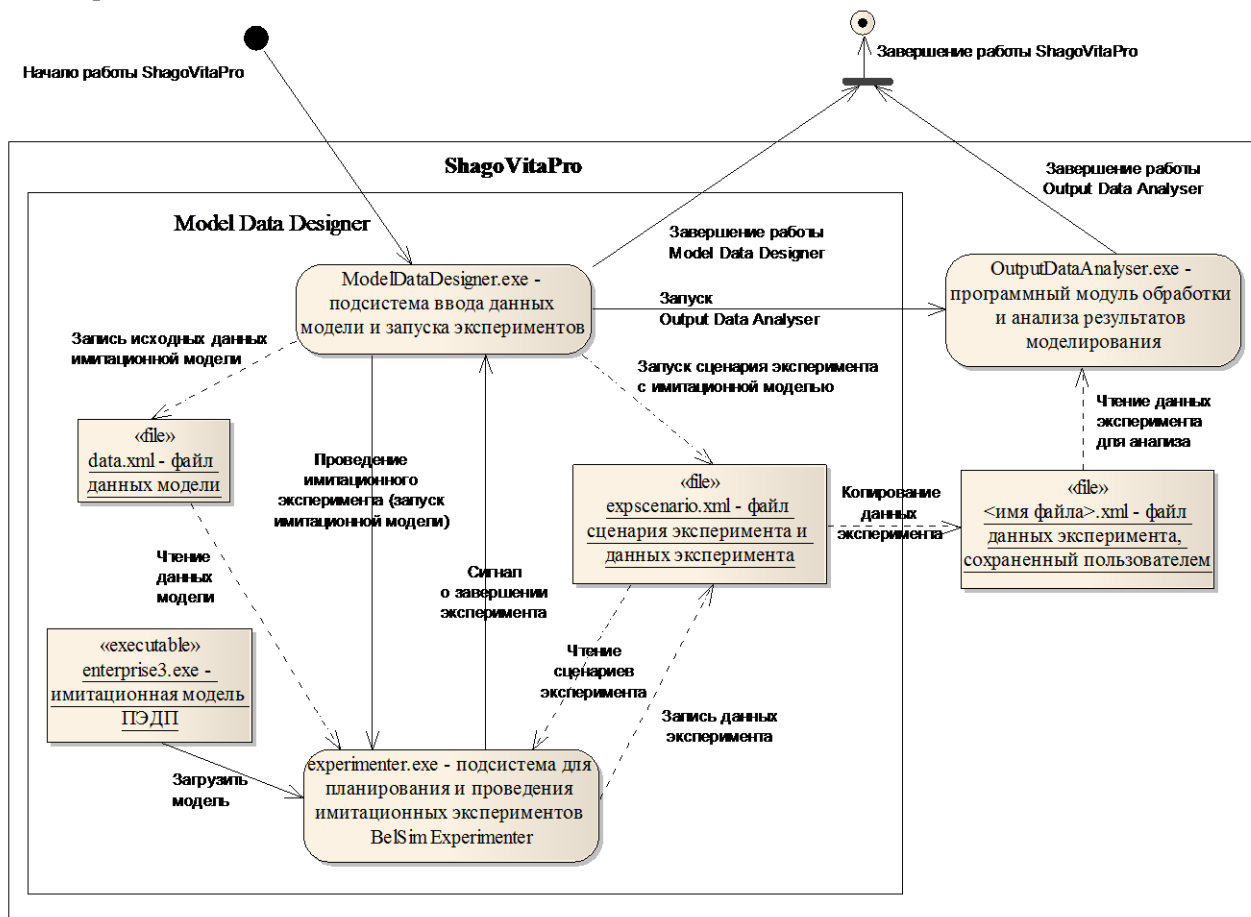 Начало работы ShagoVitaPro
Завершение работы ShagoVitaPro
ShagoVitaPro
Model Data Designer
Завершение работы
Output Data Analyser
Завершение работы
Model Data Designer
ModelDataDesigner.exe -
подсистема ввода данных
модели и запуска экспериментов
Запуск
Output Data Analyser
OutputDataAnalyser.exe -
программный модуль обработки
и анализа результатов
моделирования
Запись исходных данных
имитационной модели
Запуск сценария эксперимента
с имитационной моделью
Чтение данных
эксперимента
для анализа
«file»
data.xml - файл
данных модели
Проведение
имитационного
эксперимента (запуск
имитационной модели)
«file»
expscenario.xml - файл
сценария эксперимента и
данных эксперимента
Копирование
данных
эксперимента
«file»
<имя файла>.xml - файл
данных эксперимента,
сохраненный пользователем
Чтение
данных
модели
Сигнал
о завершении
эксперимента
«executable»
enterprise3.exe -
имитационная модель
ПЭДП
Чтение
сценариев
эксперимента
Запись данных
эксперимента
Загрузить
модель
experimenter.exe - подсистема для
планирования и проведения
имитационных экспериментов
BelSim Experimenter